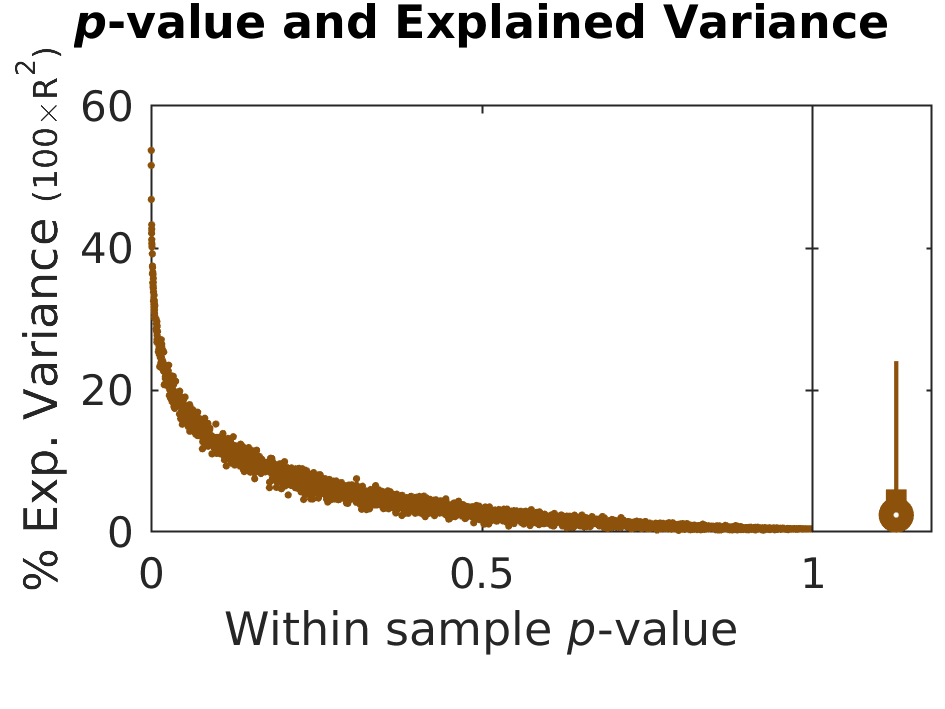 p-value and Explained Variance
% Exp. Variance (100×R²)
60
40
20
0
0 0.5 1
Within sample p-value